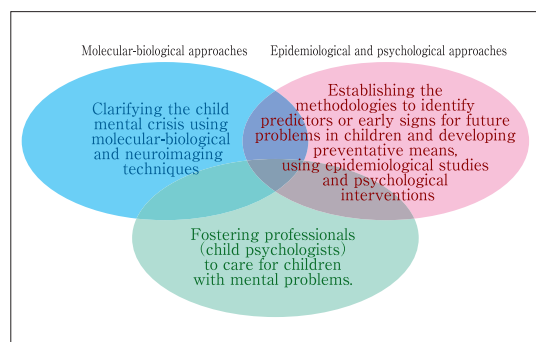 Molecular-biological approaches
Epidemiological and psychological approaches
Clarifying the child
mental crisis using
molecular-biological
and neuroimaging
techniques
Establishing the
methodologies to identify
predictors or early signs for future
problems in children and developing
preventative means,
using epidemiological studies
and psychological
interventions
Fostering professionals
(child psychologists)
to care for children
with mental problems.